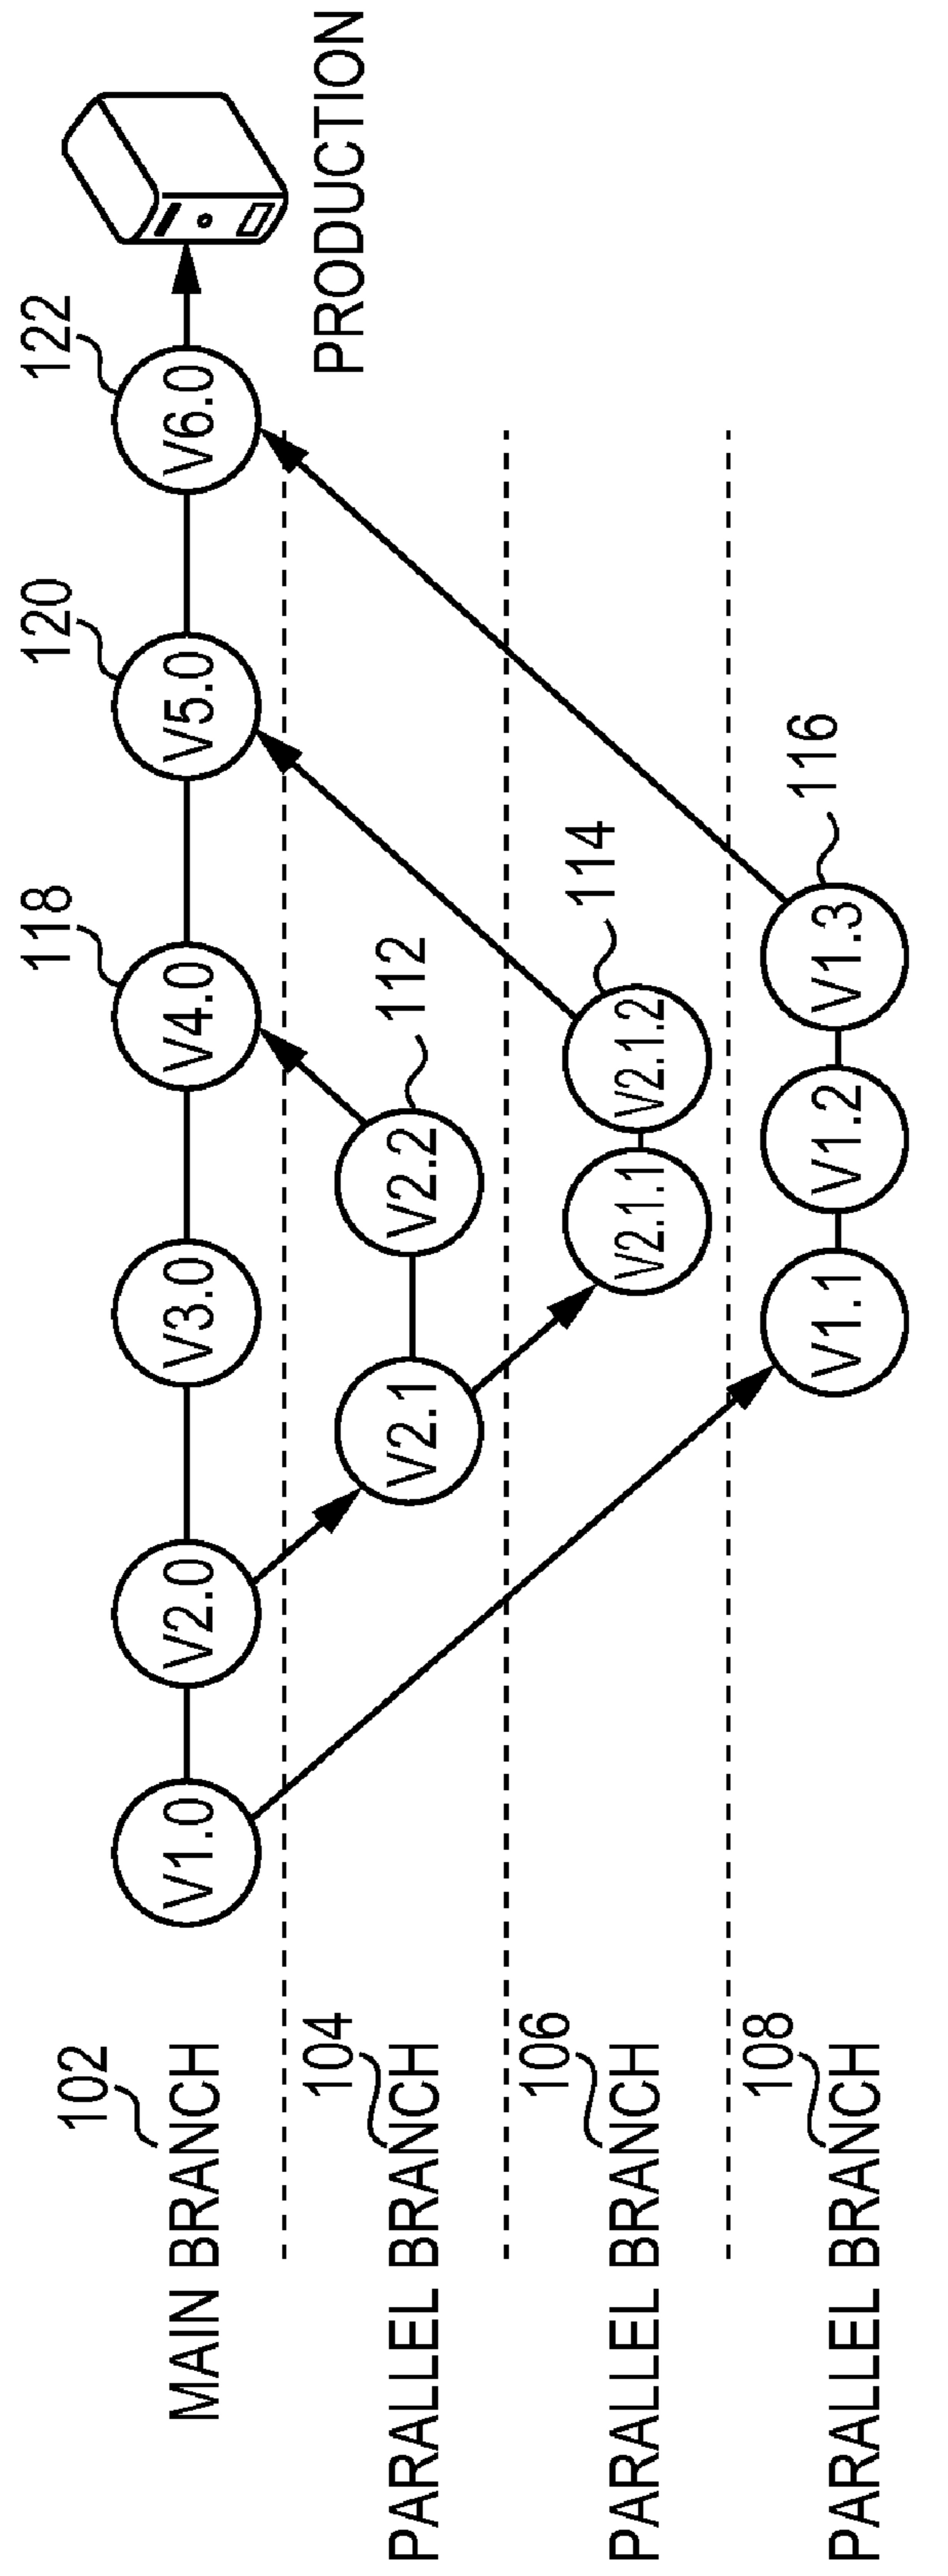 102
MAIN BRANCH
V1.0
V2.0
V3.0
118
V4.0
120
V5.0
122
V6.0
PRODUCTION
104
PARALLEL BRANCH
V2.1
V2.2
112
106
PARALLEL BRANCH
V2.1.1
V2.1.2
114
108
PARALLEL BRANCH
V1.1
V1.2
V1.3
116